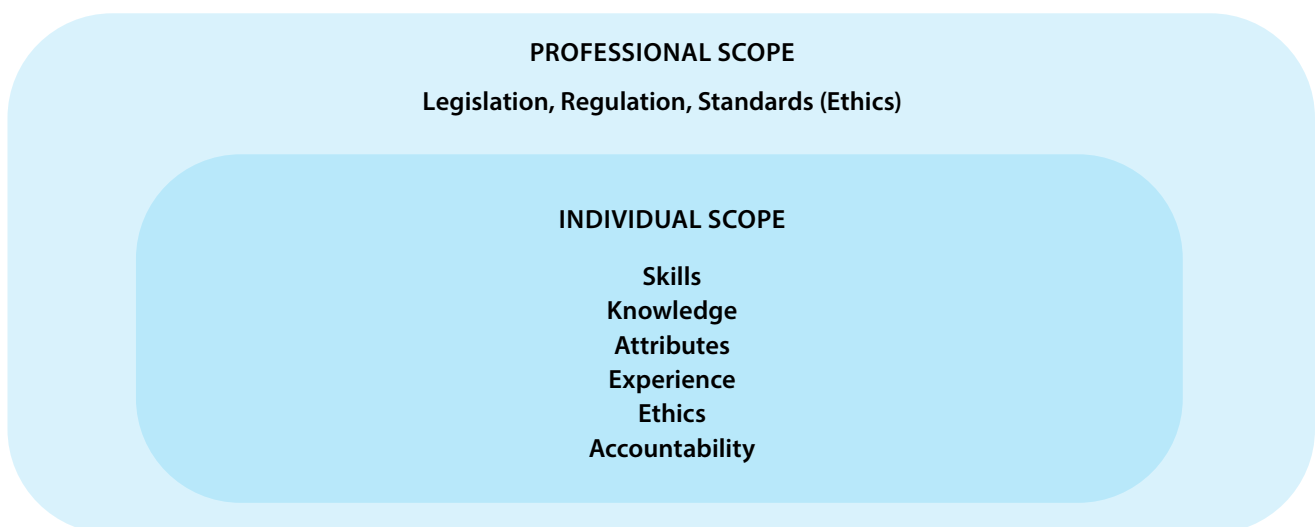 PROFESSIONAL SCOPE
Legislation, Regulation, Standards (Ethics)
INDIVIDUAL SCOPE
Skills
Knowledge
Attributes
Experience
Ethics
Accountability